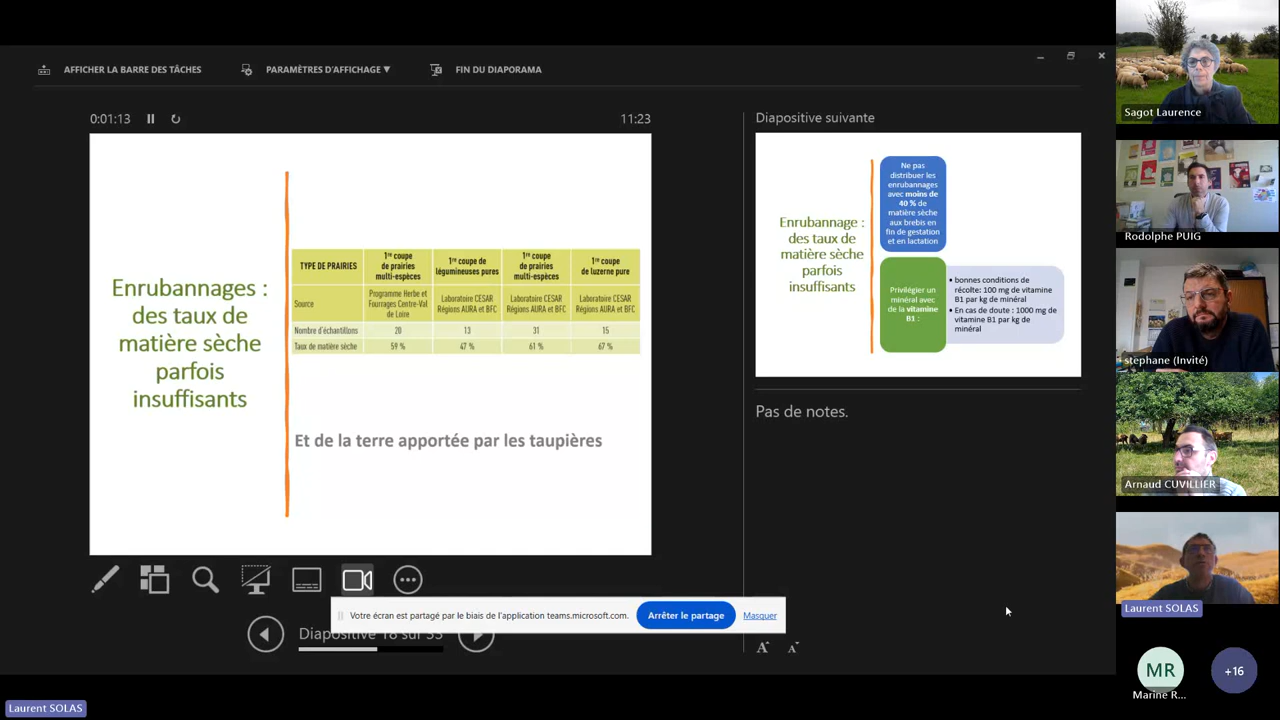 AFFICHER LA BARRE DES TÂCHES
PARAMÈTRES D'AFFICHAGE ▼
FIN DU DIAPORAMA
0:01:13
11:23
Enrubannages :
des taux de
matière sèche
parfois
insuffisants
TYPE DE PRAIRIES
1re coupe
de prairies
multi-espèces
1re coupe de
légumineuses pures
1re coupe
de prairies
multi-espèces
1re coupe
de luzerne pure
Source
Programme Herbe et
Fourrages Centre-Val
de Loire
Laboratoire CESAR
Régions AURA et BFC
Laboratoire CESAR
Régions AURA et BFC
Laboratoire CESAR
Régions AURA et BFC
Nombre d'échantillons
20
13
31
15
Taux de matière sèche
59 %
47 %
61 %
67 %
Et de la terre apportée par les taupières
Diapositive suivante
Enrubannage :
des taux de
matière sèche
parfois
insuffisants
Ne pas
distribuer les
enrubannages
avec moins de
40 % de
matière sèche
aux brebis en
fin de gestation
et en lactation
Privilégier un
minéral avec
de la vitamine
B1 :
• bonnes conditions de
récolte: 100 mg de vitamine
B1 par kg de minéral
• En cas de doute : 1000 mg de
vitamine B1 par kg de
minéral
Pas de notes.
Votre écran est partagé par le biais de l'application teams.microsoft.com.
Arrêter le partage
Masquer
Diapositive 18 sur
A
A
Sagot Laurence
Rodolphe PUIG
stephane (Invité)
Arnaud CUVILLIER
Laurent SOLAS
MR
Marine R...
+16
Laurent SOLAS